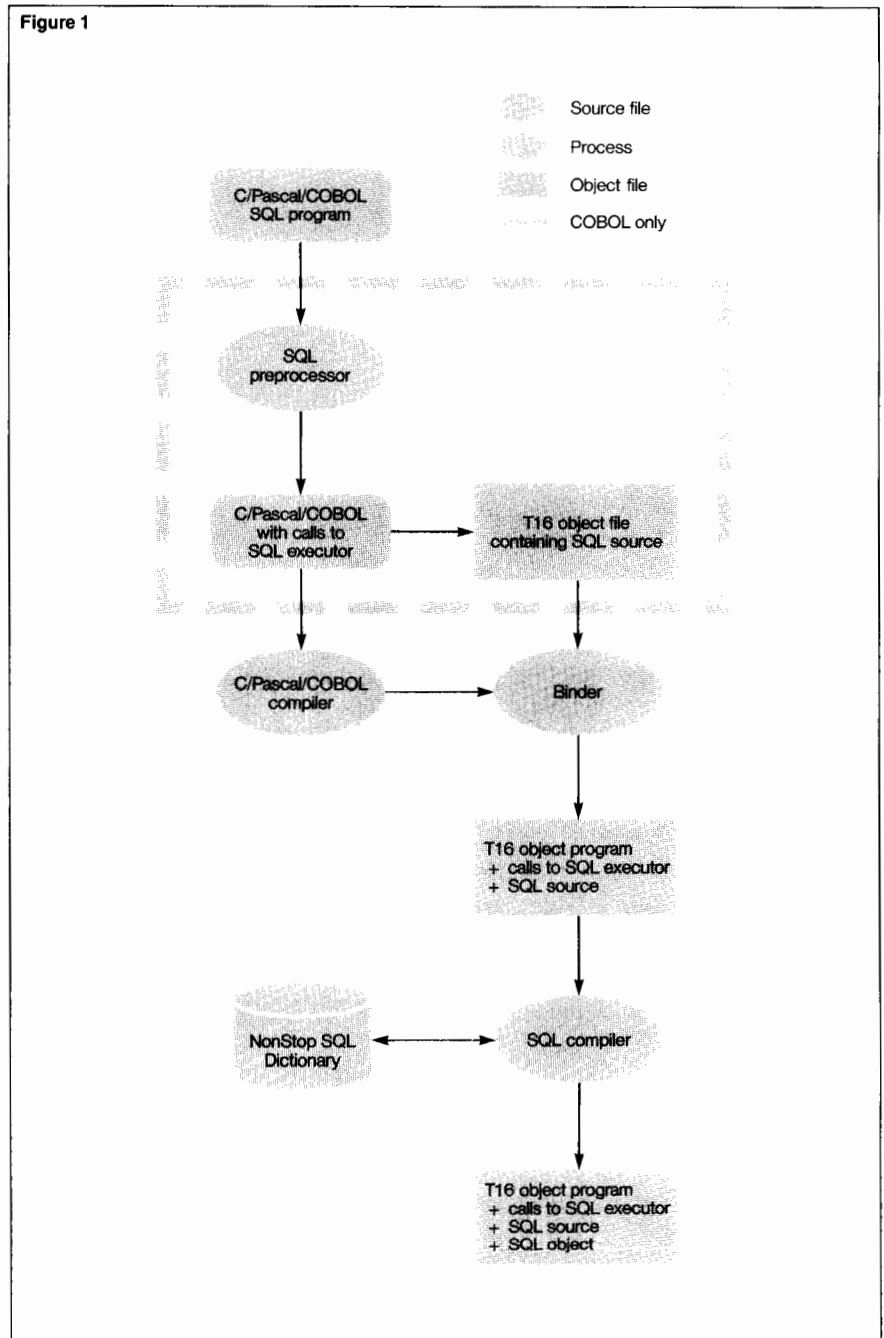 Figure 1
Source file
Process
Object file
COBOL only
C/Pascal/COBOL
SQL program
SQL
preprocessor
C/Pascal/COBOL
with calls to
SQL executor
T16 object file
containing SQL source
C/Pascal/COBOL
compiler
Binder
T16 object program
+ calls to SQL executor
+ SQL source
NonStop SQL
Dictionary
SQL compiler
T16 object program
+ calls to SQL executor
+ SQL source
+ SQL object